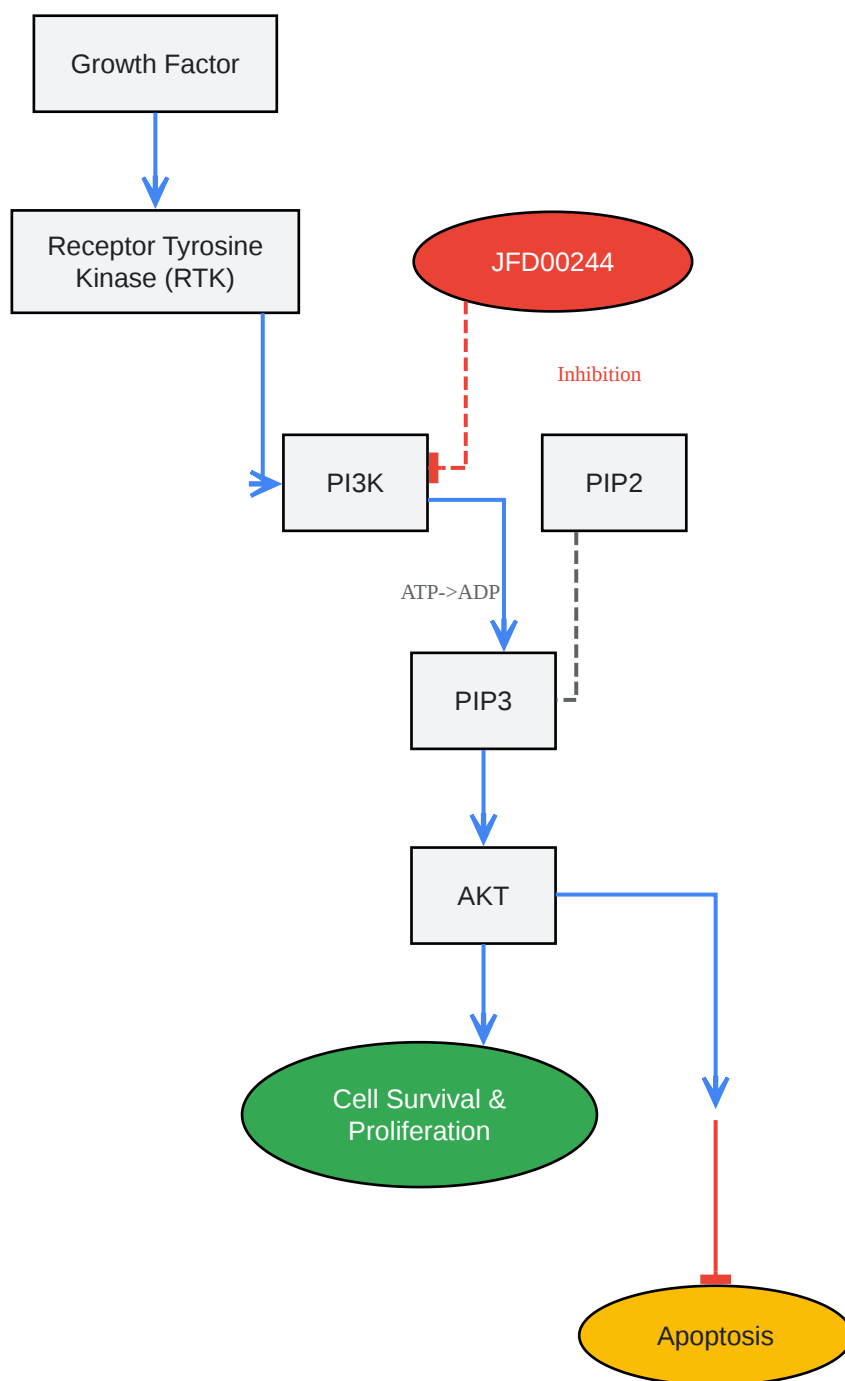 Growth Factor
Receptor Tyrosine
Kinase (RTK)
JFD00244
Inhibition
PI3K
PIP2
ATP->ADP
PIP3
AKT
Cell Survival &
Proliferation
Apoptosis